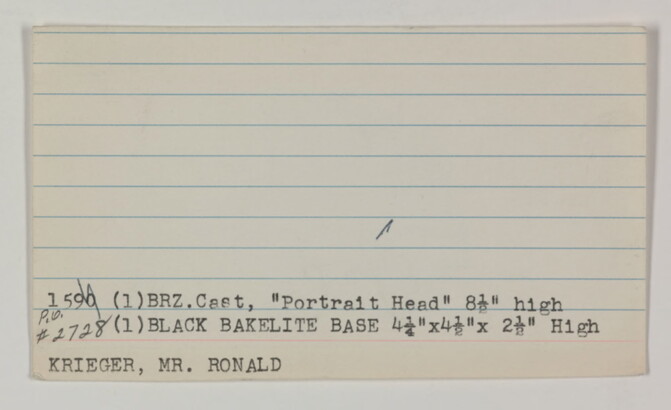 1590 (1)BRZ.Cast, "Portrait Head" 8½" high
P.O.
#2728 (1)BLACK BAKELITE BASE 4¼"x4½"x 2½" High
KRIEGER, MR. RONALD